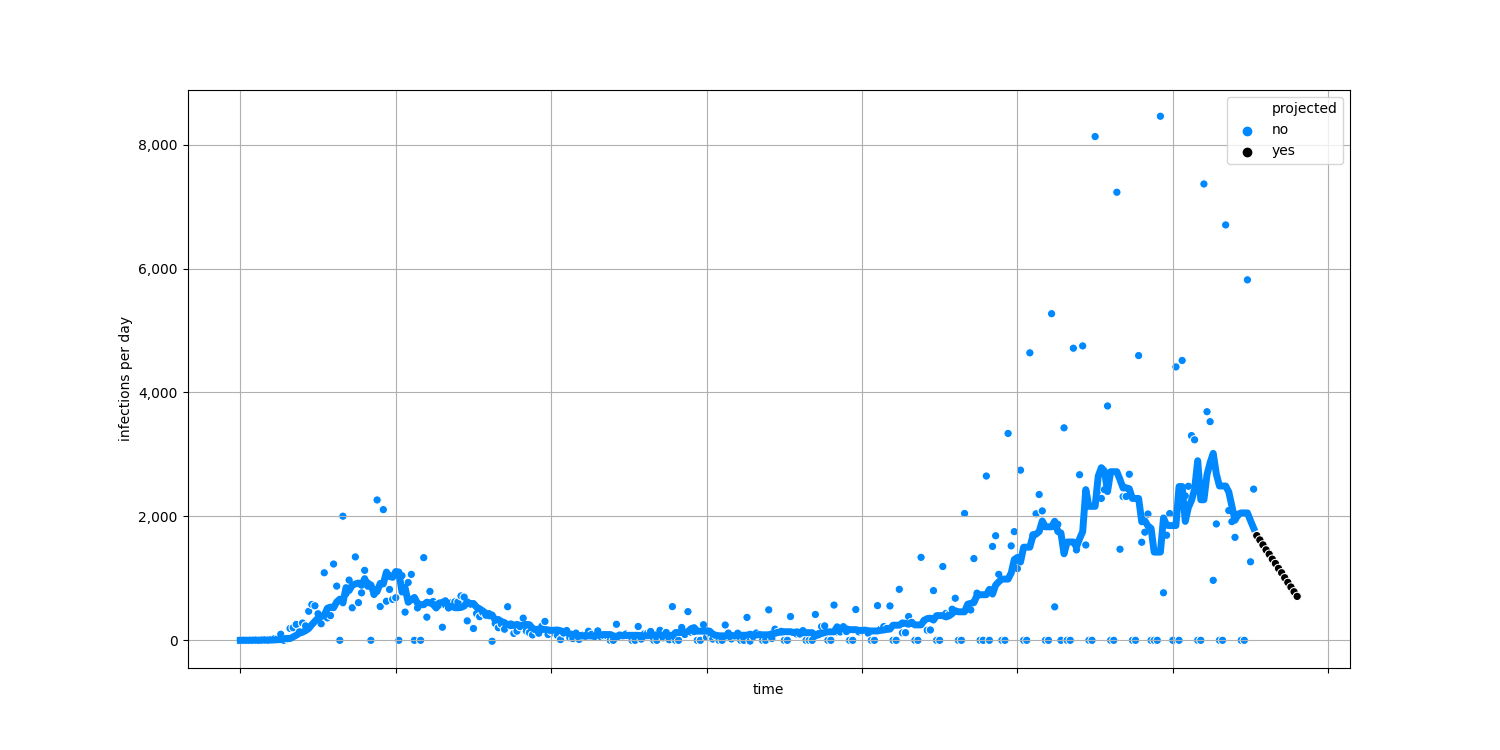 projected
no
yes
8,000
6,000
4,000
2,000
0
infections per day
time